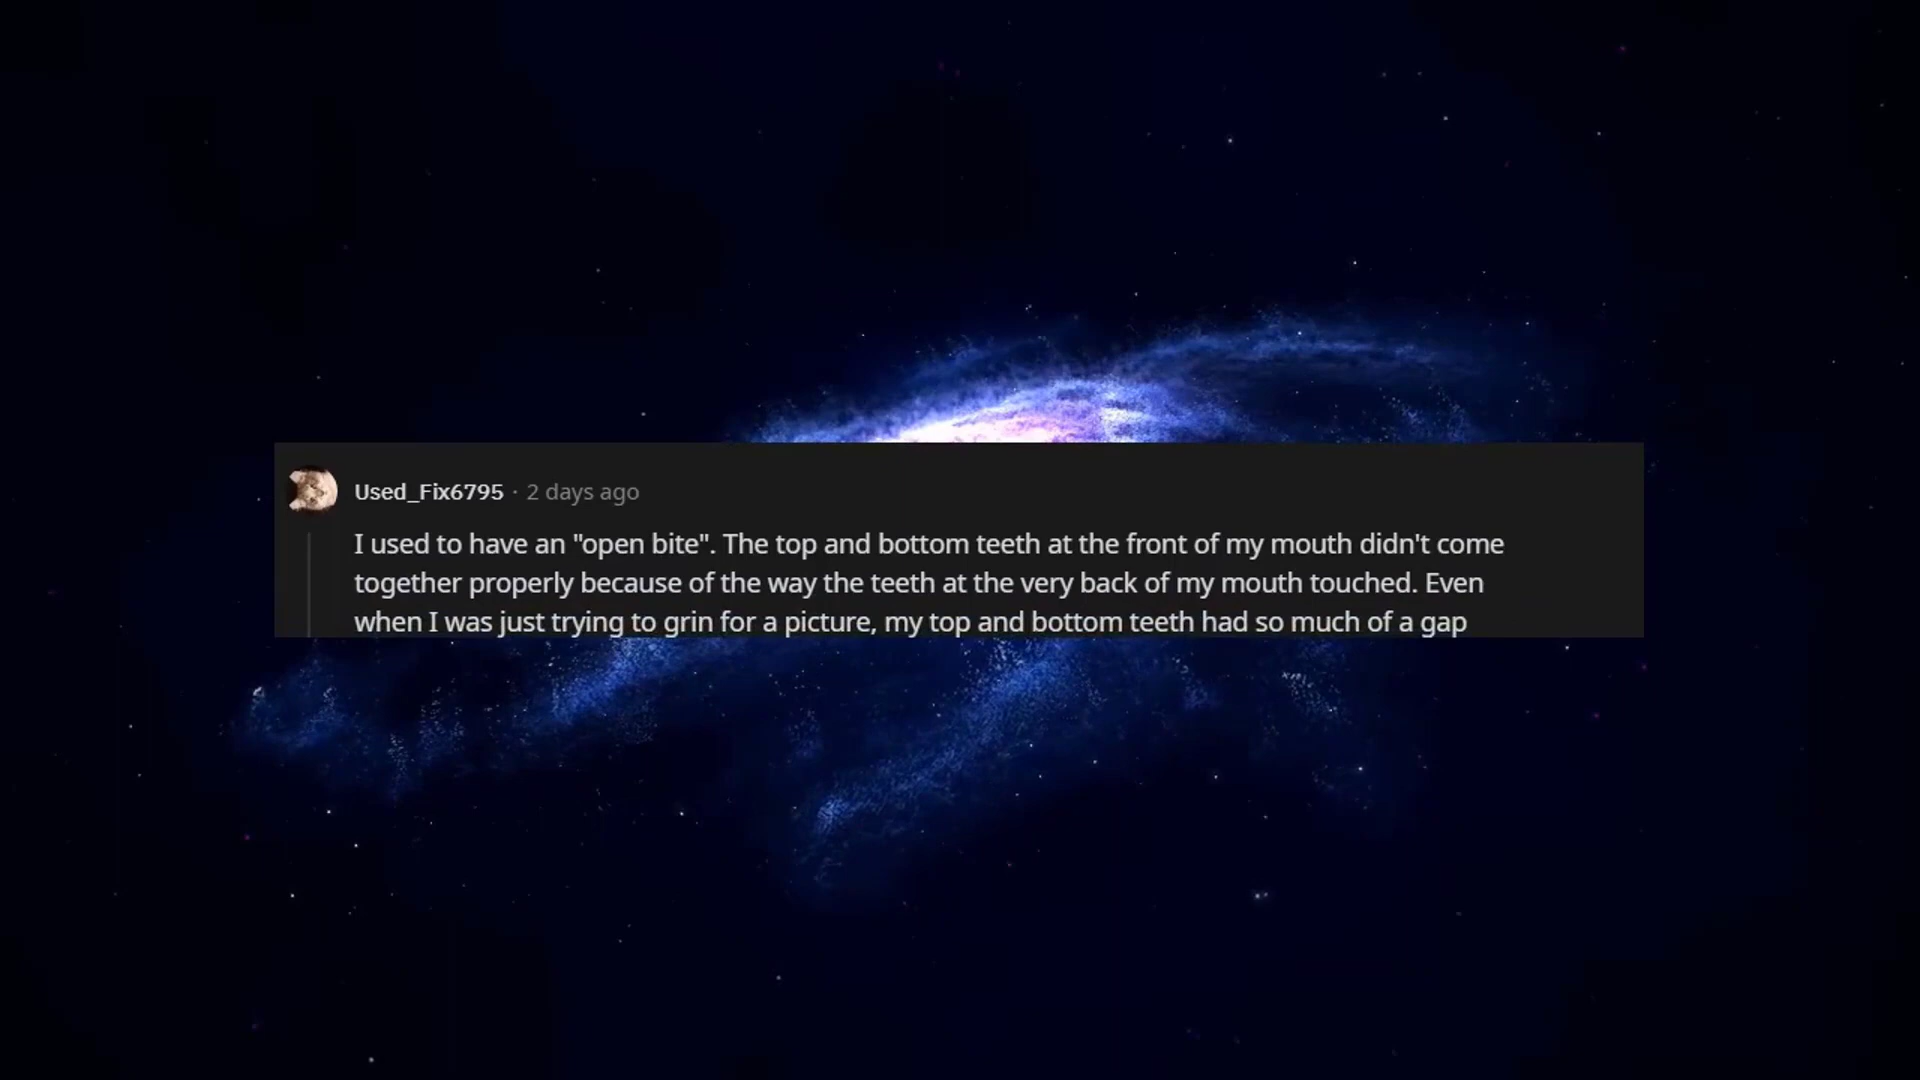 Used_Fix6795 · 2 days ago
I used to have an "open bite". The top and bottom teeth at the front of my mouth didn't come
together properly because of the way the teeth at the very back of my mouth touched. Even
when I was just trying to grin for a picture, my top and bottom teeth had so much of a gap